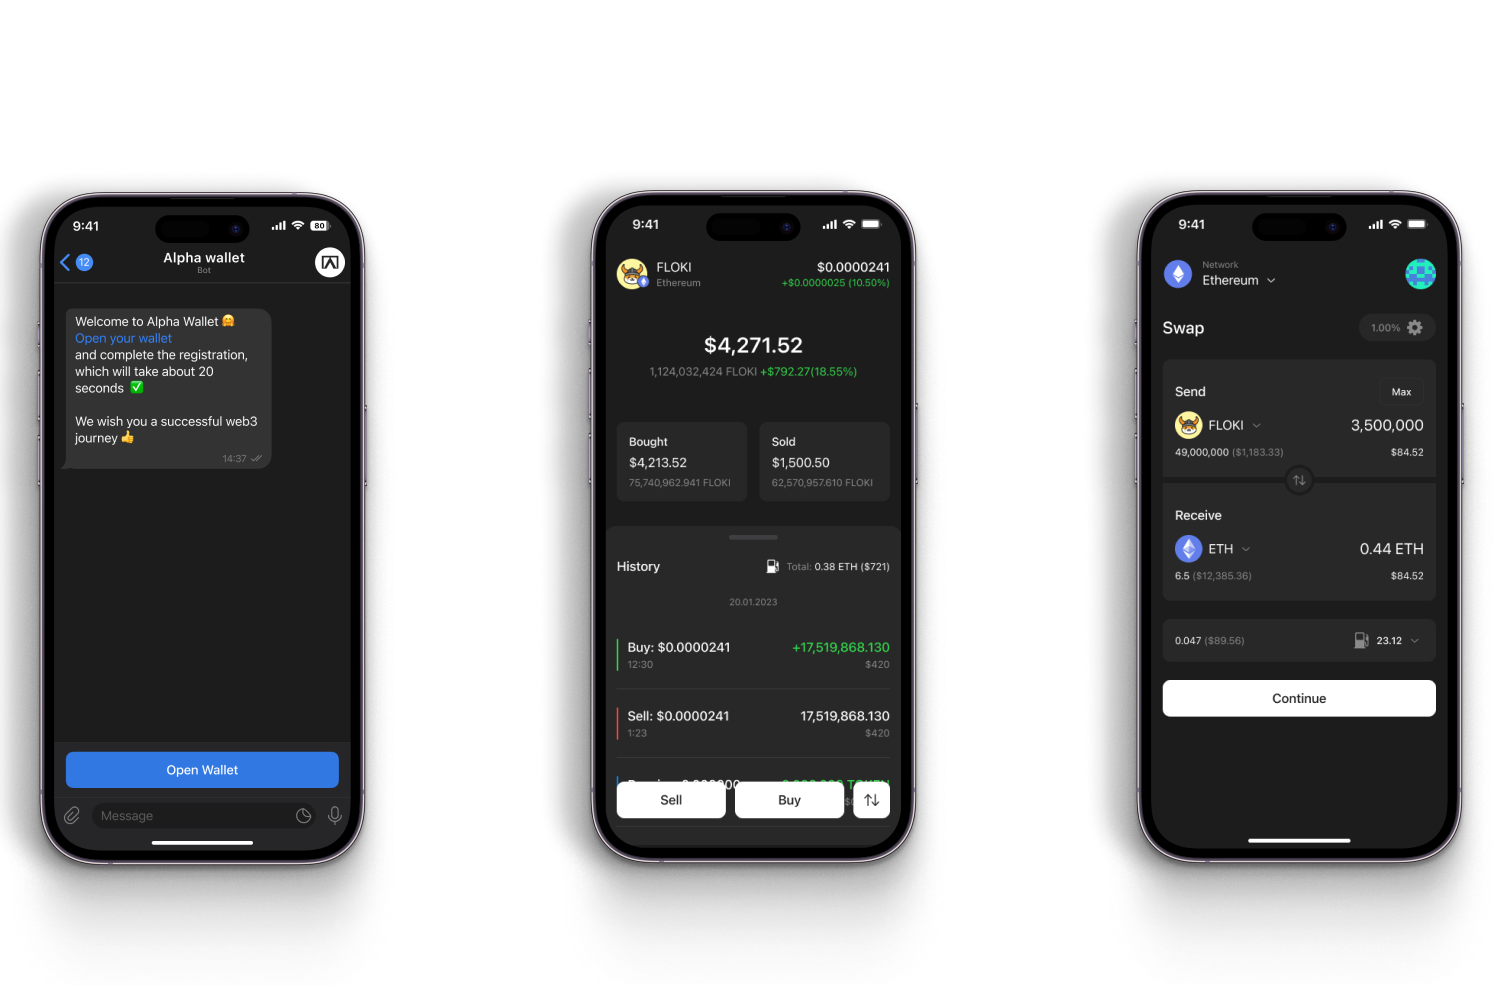 9:41
80
12
Alpha wallet
Bot
Welcome to Alpha Wallet 🤗
Open your wallet
and complete the registration,
which will take about 20
seconds ✅
We wish you a successful web3
journey 👍
14:37
Open Wallet
Message
9:41
FLOKI
$0.0000241
Ethereum
+$0.0000025 (10.50%)
$4,271.52
1,124,032,424 FLOKI +$792.27(18.55%)
Bought
$4,213.52
75,740,962.941 FLOKI
Sold
$1,500.50
62,570,957.610 FLOKI
History
Total: 0.38 ETH ($721)
20.01.2023
Buy: $0.0000241
+17,519,868.130
12:30
$420
Sell: $0.0000241
17,519,868.130
1:23
$420
Sell
Buy
9:41
Network
Ethereum
Swap
1.00%
Send
Max
FLOKI
3,500,000
49,000,000 ($1,183.33)
$84.52
Receive
ETH
0.44 ETH
6.5 ($12,385.36)
$84.52
0.047 ($89.56)
23.12
Continue